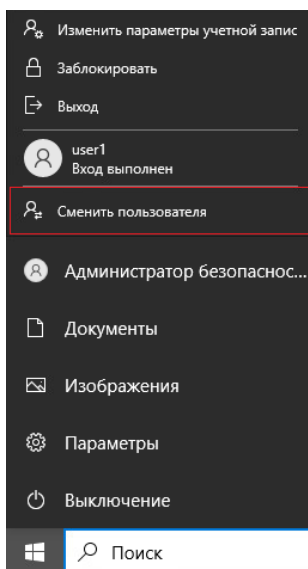 Изменить параметры учетной запис
Заблокировать
Выход
user1
Вход выполнен
Сменить пользователя
Администратор безопаснос...
Документы
Изображения
Параметры
Выключение
Поиск